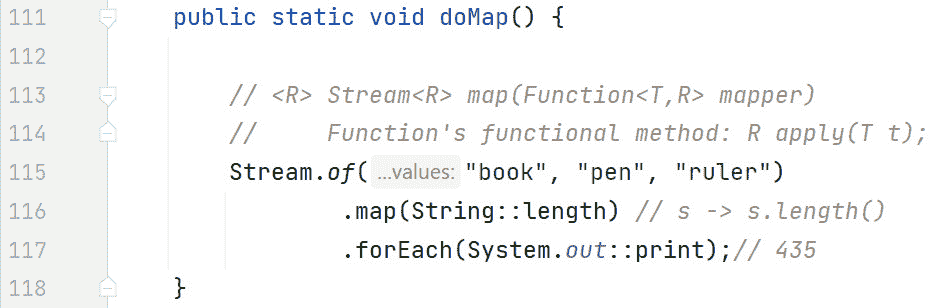 111 public static void doMap() {
112
113 // <R> Stream<R> map(Function<T,R> mapper)
114 //     Function's functional method: R apply(T t);
115 Stream.of( ...values: "book", "pen", "ruler")
116 .map(String::length) // s -> s.length()
117 .forEach(System.out::print);// 435
118 }